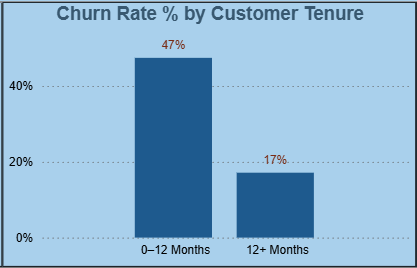 Churn Rate % by Customer Tenure
47%
40%
17%
20%
0%
0–12 Months 12+ Months